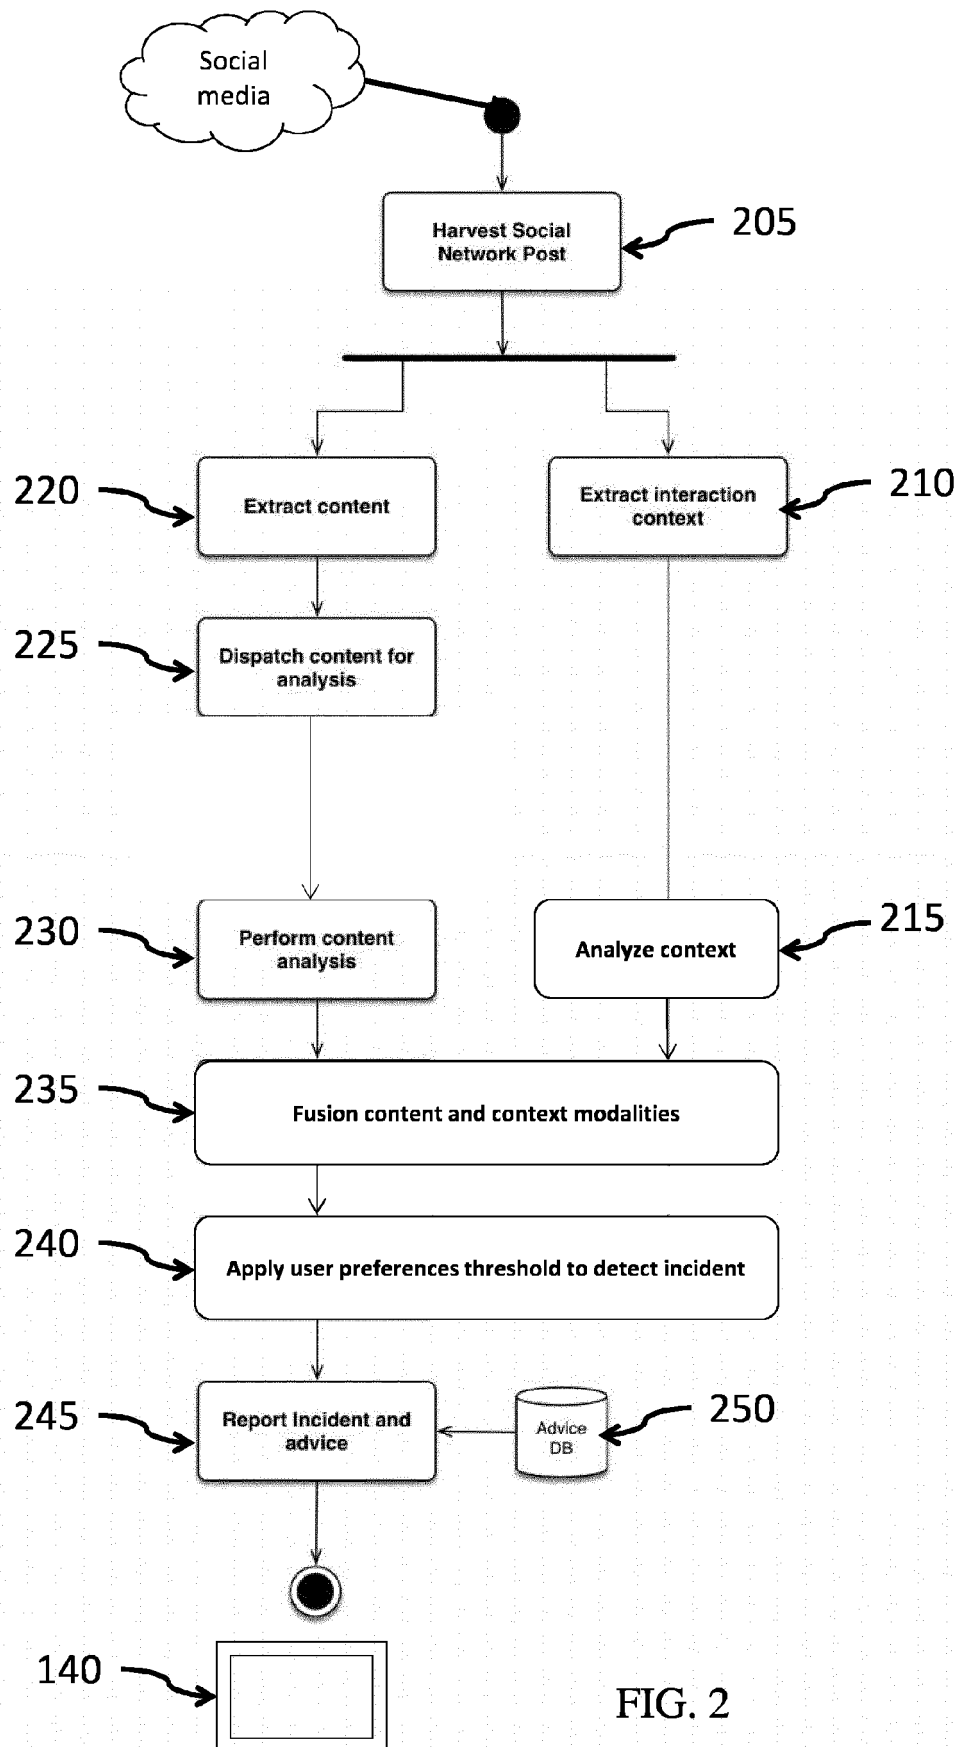 Social
media
Harvest Social
Network Post
205
220
Extract content
Extract interaction
context
210
225
Dispatch content for
analysis
230
Perform content
analysis
Analyze context
215
235
Fusion content and context modalities
240
Apply user preferences threshold to detect incident
245
Report Incident and
advice
Advice
DB
250
140
FIG. 2